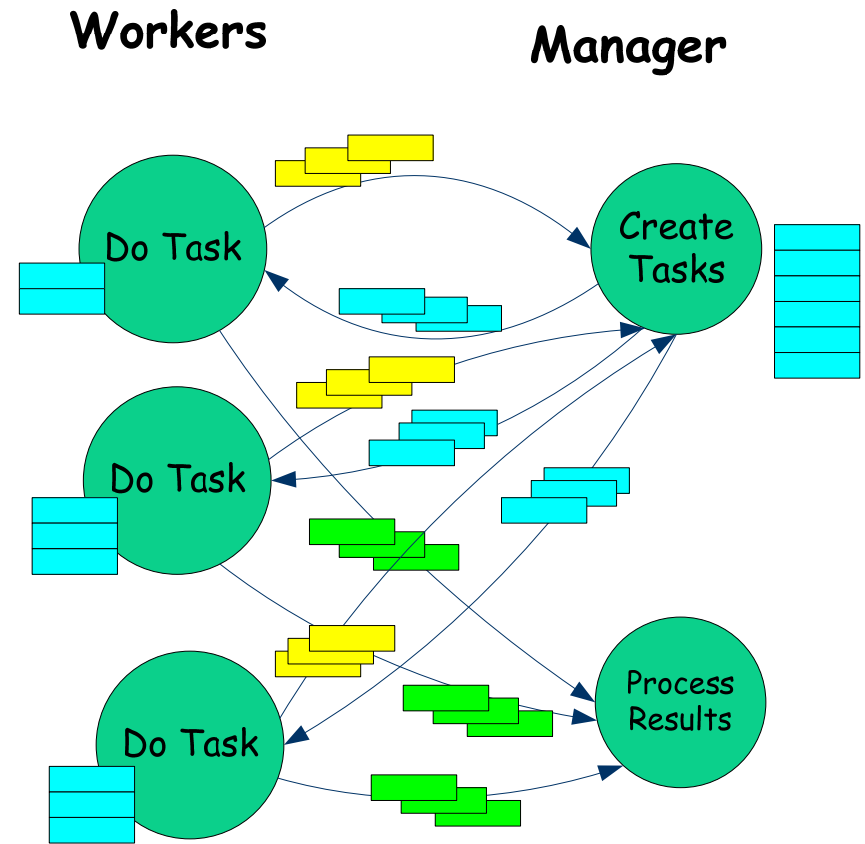 Workers
Manager
Do Task
Create
Tasks
Do Task
Do Task
Process
Results